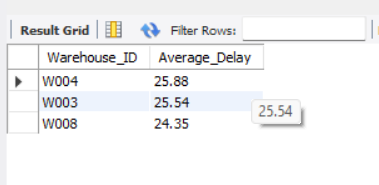 Result Grid Filter Rows:
Warehouse_ID Average_Delay
W004 25.88
W003 25.54
25.54
W008 24.35